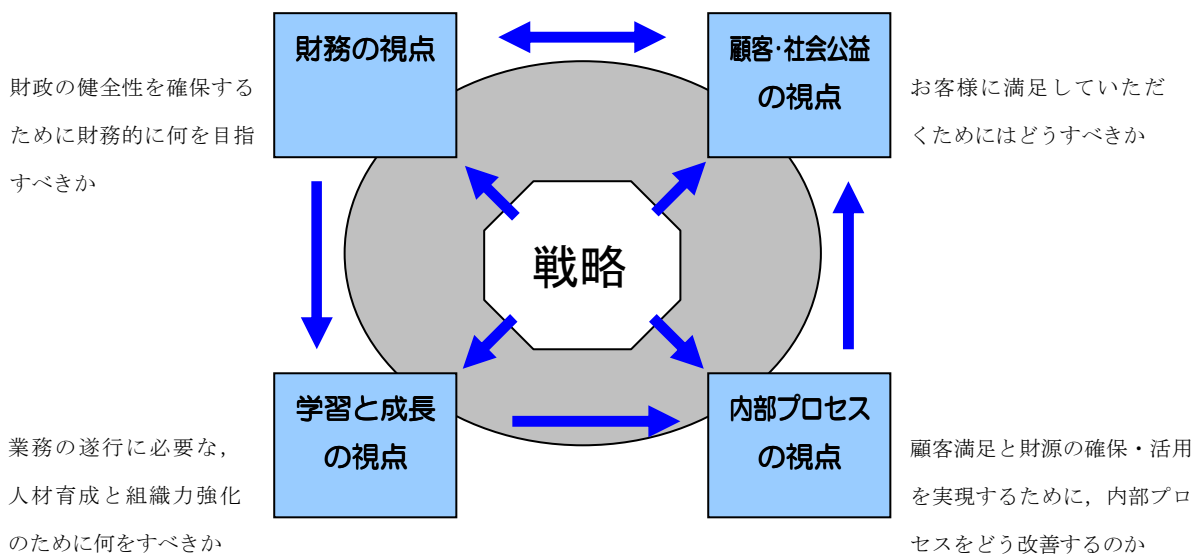 財務の視点
顧客･社会公益
の視点
財政の健全性を確保する
ために財務的に何を目指
すべきか
お客様に満足していただ
くためにはどうすべきか
戦略
学習と成長
の視点
内部プロセス
の視点
業務の遂行に必要な，
人材育成と組織力強化
のために何をすべきか
顧客満足と財源の確保・活用
を実現するために，内部プロ
セスをどう改善するのか